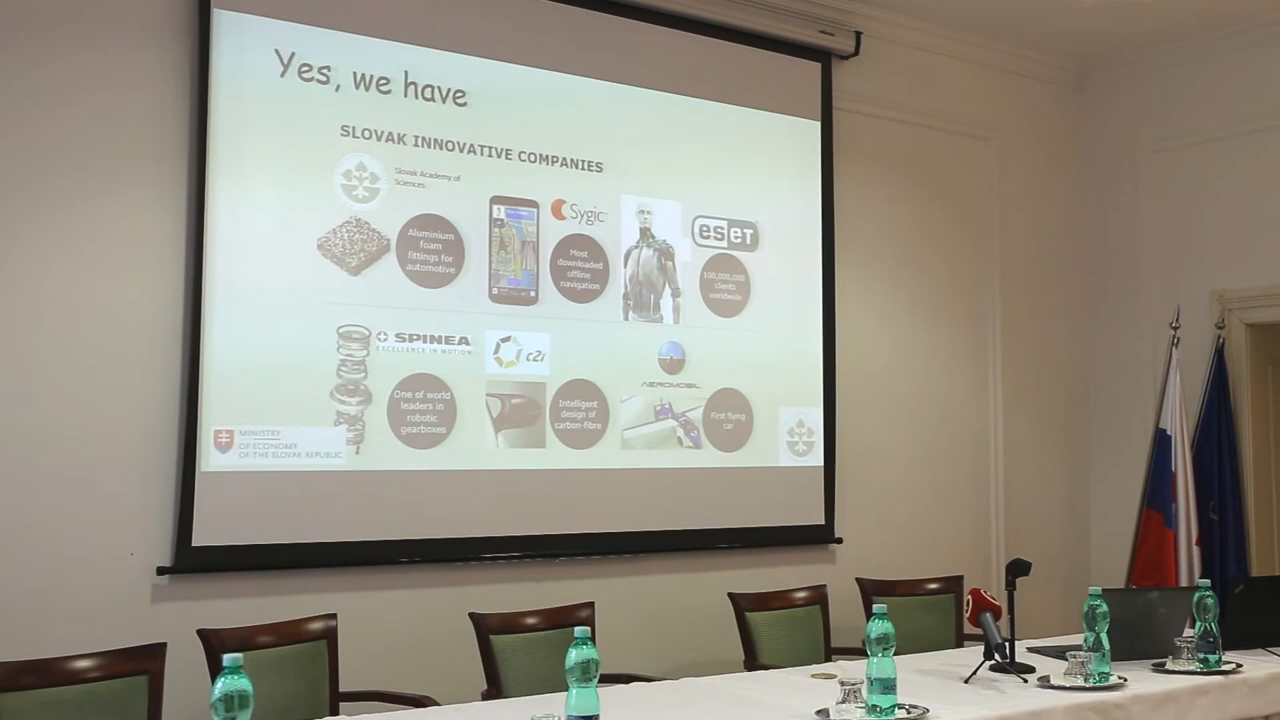 Yes, we have
SLOVAK INNOVATIVE COMPANIES
Slovak Academy of
Sciences
Aluminium
foam
fittings for
automotive
Sygic
Most
downloaded
offline
navigation
eseT
100,000,000
clients
worldwide
SPINEA
EXCELLENCE IN MOTION
One of world
leaders in
robotic
gearboxes
c2i
Intelligent
design of
carbon-fibre
AEROMOBIL
First flying
car
MINISTRY
OF ECONOMY
OF THE SLOVAK REPUBLIC